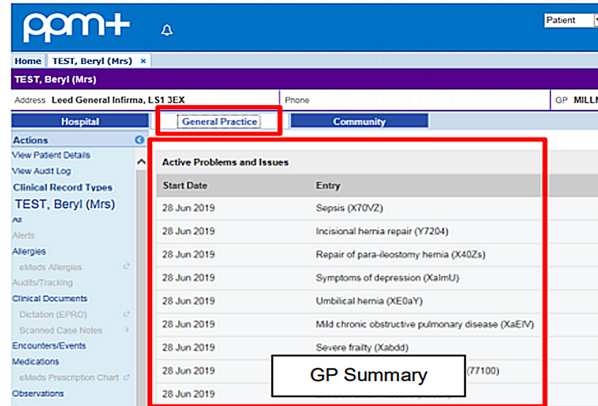 ppm+
Patient
Home TEST, Beryl (Mrs) ×
TEST, Beryl (Mrs)
Address Leed General Infirma, LS1 3EX Phone GP MILLN
Hospital General Practice Community
Actions
View Patient Details
View Audit Log
Clinical Record Types
TEST, Beryl (Mrs)
All
Alerts
Allergies
eMeds Allergies
Audits/Tracking
Clinical Documents
Dictation (EPRO)
Scanned Case Notes
Encounters/Events
Medications
eMeds Prescription Chart
Observations
Active Problems and Issues
Start Date Entry
28 Jun 2019 Sepsis (X70VZ)
28 Jun 2019 Incisional hernia repair (Y7204)
28 Jun 2019 Repair of para-ileostomy hernia (X40Zs)
28 Jun 2019 Symptoms of depression (XaImU)
28 Jun 2019 Umbilical hernia (XE0aY)
28 Jun 2019 Mild chronic obstructive pulmonary disease (XaEIV)
28 Jun 2019 Severe frailty (Xabdd)
28 Jun 2019 (77100)
28 Jun 2019
GP Summary